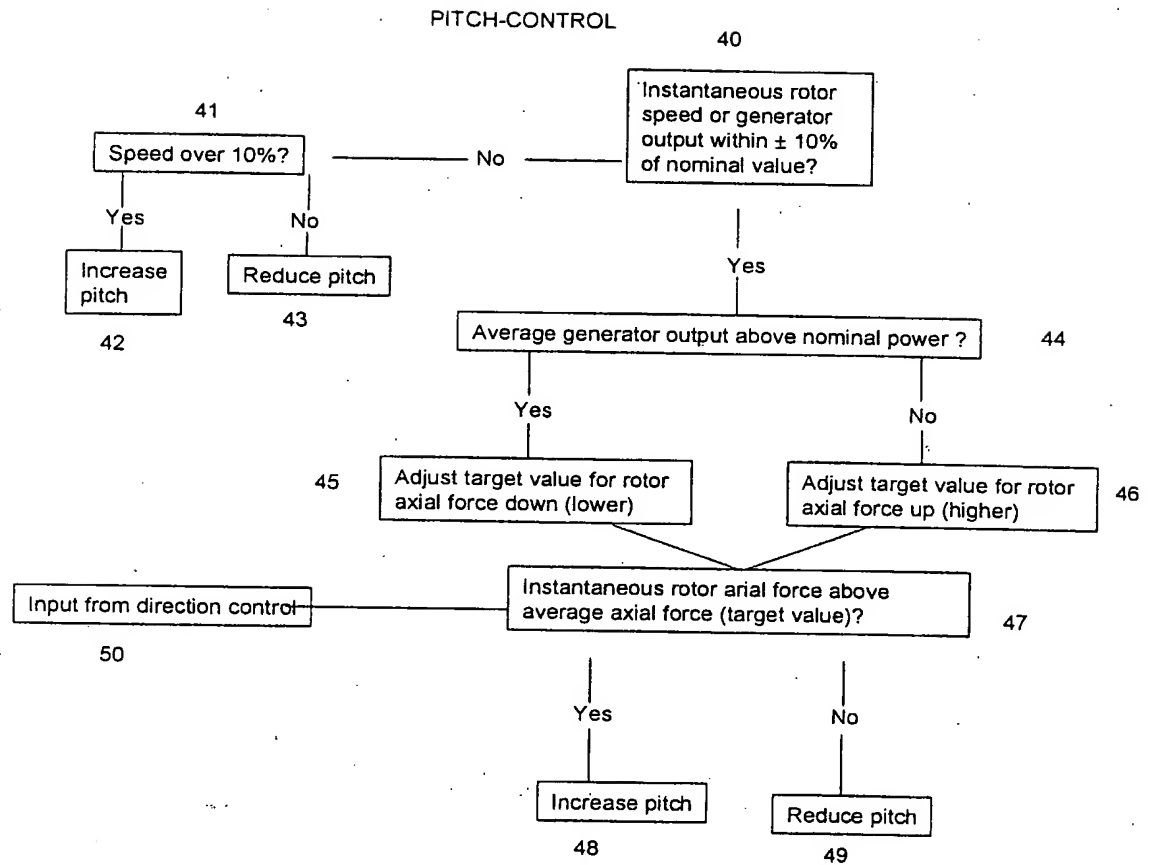 PITCH-CONTROL
40
Instantaneous rotor
speed or generator
output within ± 10%
of nominal value?
41
Speed over 10%?
No
Yes
No
Increase
pitch
42
Reduce pitch
43
Yes
Average generator output above nominal power ?
44
Yes
No
45
Adjust target value for rotor
axial force down (lower)
Adjust target value for rotor
axial force up (higher)
46
Input from direction control
50
Instantaneous rotor arial force above
average axial force (target value)?
47
Yes
No
Increase pitch
48
Reduce pitch
49